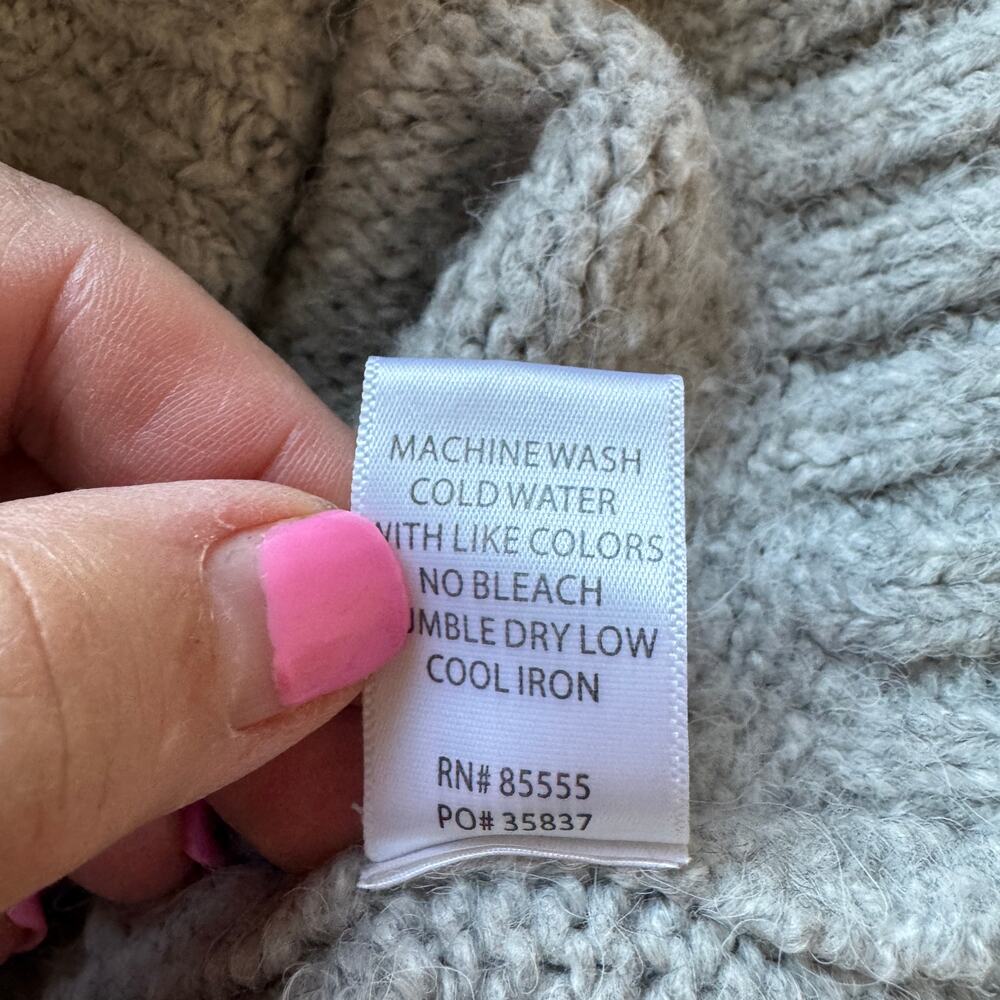 MACHINE WASH
COLD WATER
WITH LIKE COLORS
NO BLEACH
UMBLE DRY LOW
COOL IRON
RN# 85555
PO# 35837